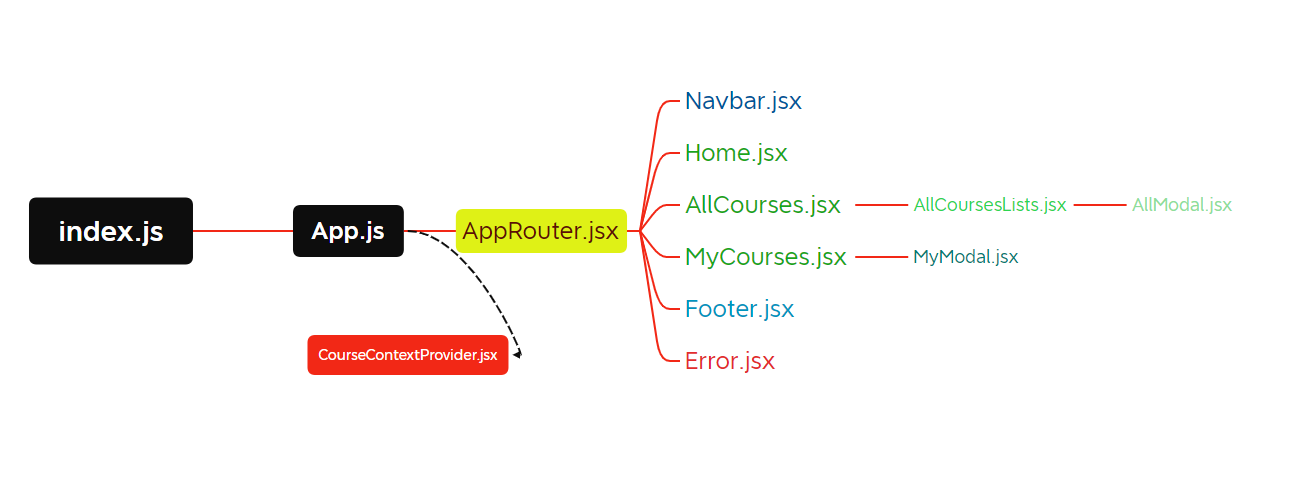 index.js
App.js
AppRouter.jsx
CourseContextProvider.jsx
Navbar.jsx
Home.jsx
AllCourses.jsx
AllCoursesLists.jsx
AllModal.jsx
MyCourses.jsx
MyModal.jsx
Footer.jsx
Error.jsx